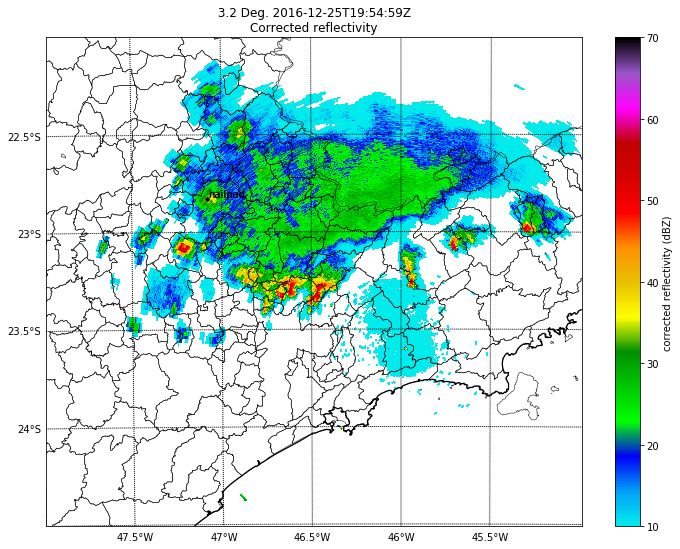 3.2 Deg. 2016-12-25T19:54:59Z
Corrected reflectivity
70
60
50
40
30
20
10
corrected reflectivity (dBZ)
22.5°S
23°S
23.5°S
24°S
47.5°W
47°W
46.5°W
46°W
45.5°W